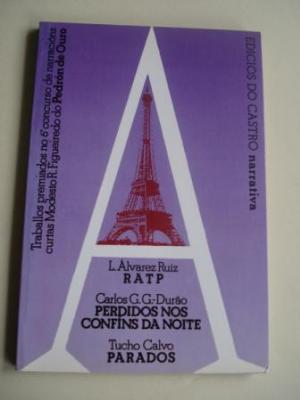 Traballos premiados no 6º concurso de narracións
curtas Modesto R. Figueiredo do Pedrón de Ouro
EDICIOS DO CASTRO narrativa
L. Álvarez Ruiz
RATP
Carlos G. G.-Durão
PERDIDOS NOS
CONFINS DA NOITE
Tucho Calvo
PARADOS